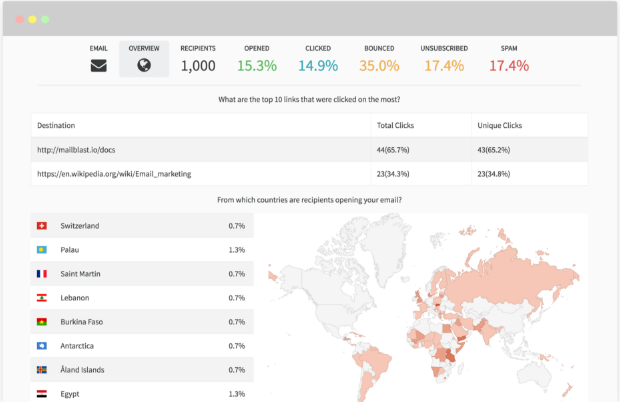 EMAIL OVERVIEW RECIPIENTS OPENED CLICKED BOUNCED UNSUBSCRIBED SPAM
1,000 15.3% 14.9% 35.0% 17.4% 17.4%
What are the top 10 links that were clicked on the most?
Destination Total Clicks Unique Clicks
http://mailblast.io/docs 44(65.7%) 43(65.2%)
https://en.wikipedia.org/wiki/Email_marketing 23(34.3%) 23(34.8%)
From which countries are recipients opening your email?
Switzerland 0.7%
Palau 1.3%
Saint Martin 0.7%
Lebanon 0.7%
Burkina Faso 0.7%
Antarctica 0.7%
Åland Islands 0.7%
Egypt 1.3%